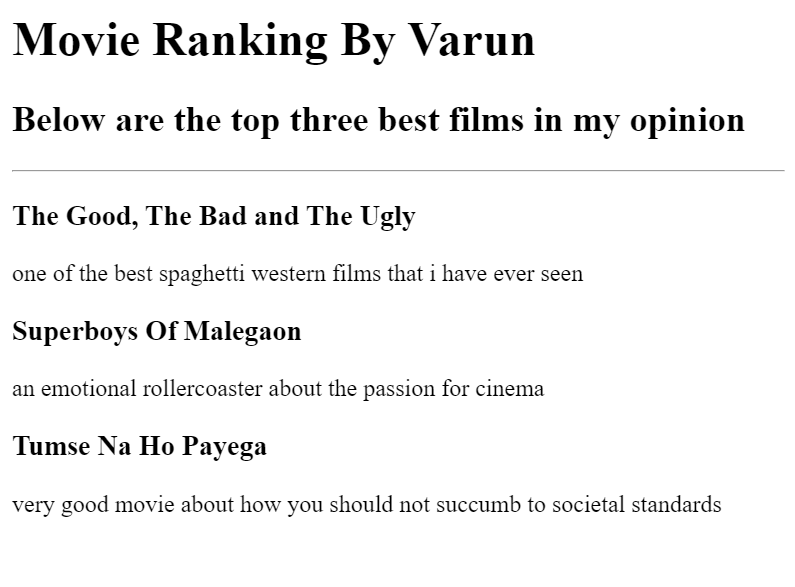 Movie Ranking By Varun
Below are the top three best films in my opinion
The Good, The Bad and The Ugly
one of the best spaghetti western films that i have ever seen
Superboys Of Malegaon
an emotional rollercoaster about the passion for cinema
Tumse Na Ho Payega
very good movie about how you should not succumb to societal standards